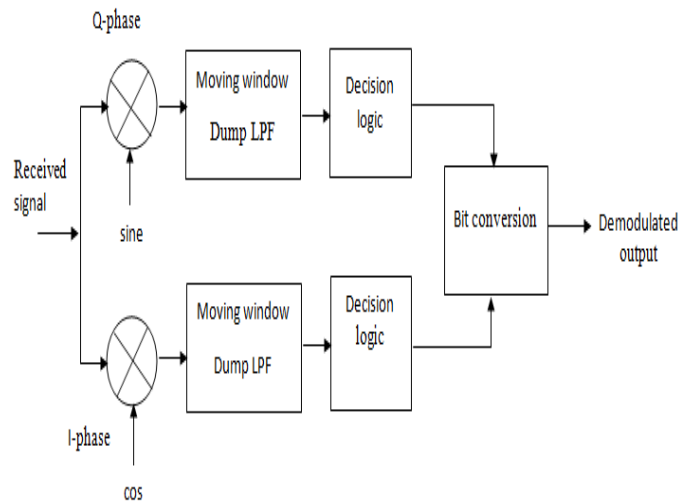 Q-phase
Moving window
Dump LPF
Decision
logic
Received
signal
sine
Bit conversion
Demodulated
output
Moving window
Dump LPF
Decision
logic
I-phase
cos